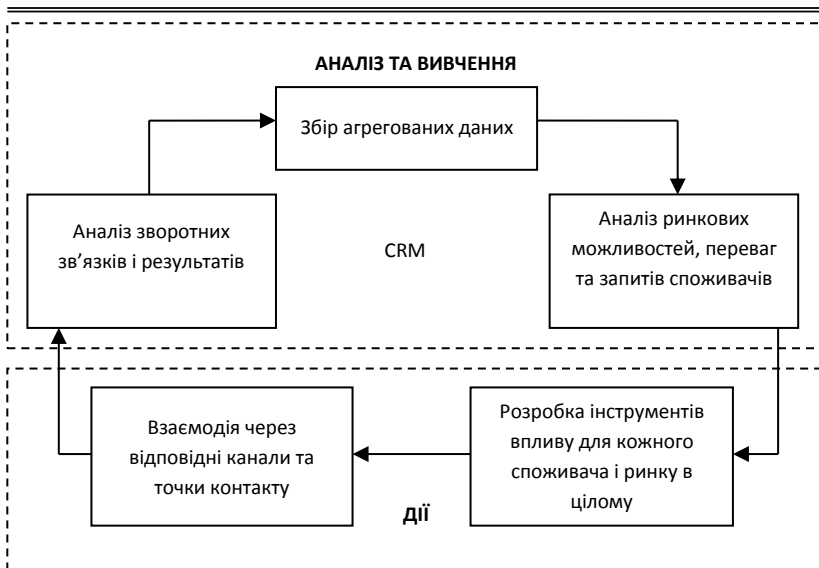 АНАЛІЗ ТА ВИВЧЕННЯ
Збір агрегованих даних
Аналіз зворотних
зв’язків і результатів
CRM
Аналіз ринкових
можливостей, переваг
та запитів споживачів
Взаємодія через
відповідні канали та
точки контакту
Розробка інструментів
впливу для кожного
споживача і ринку в
цілому
ДІЇ